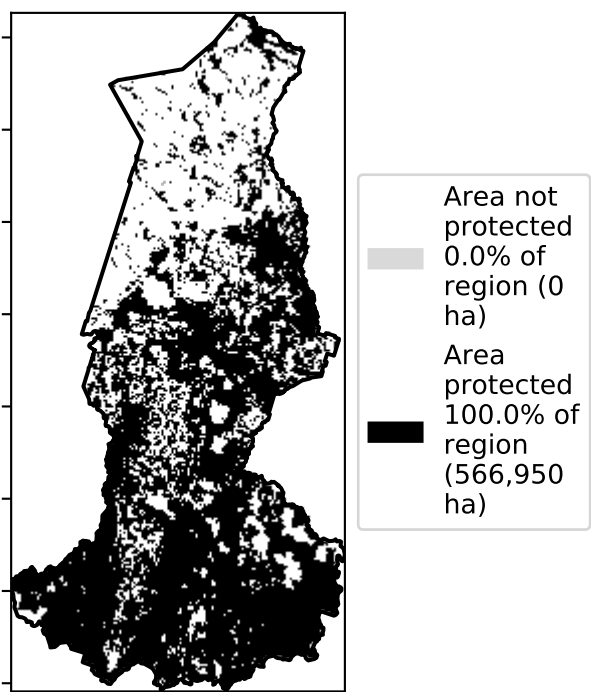 Area not
protected
0.0% of
region (0
ha)
Area
protected
100.0% of
region
(566,950
ha)